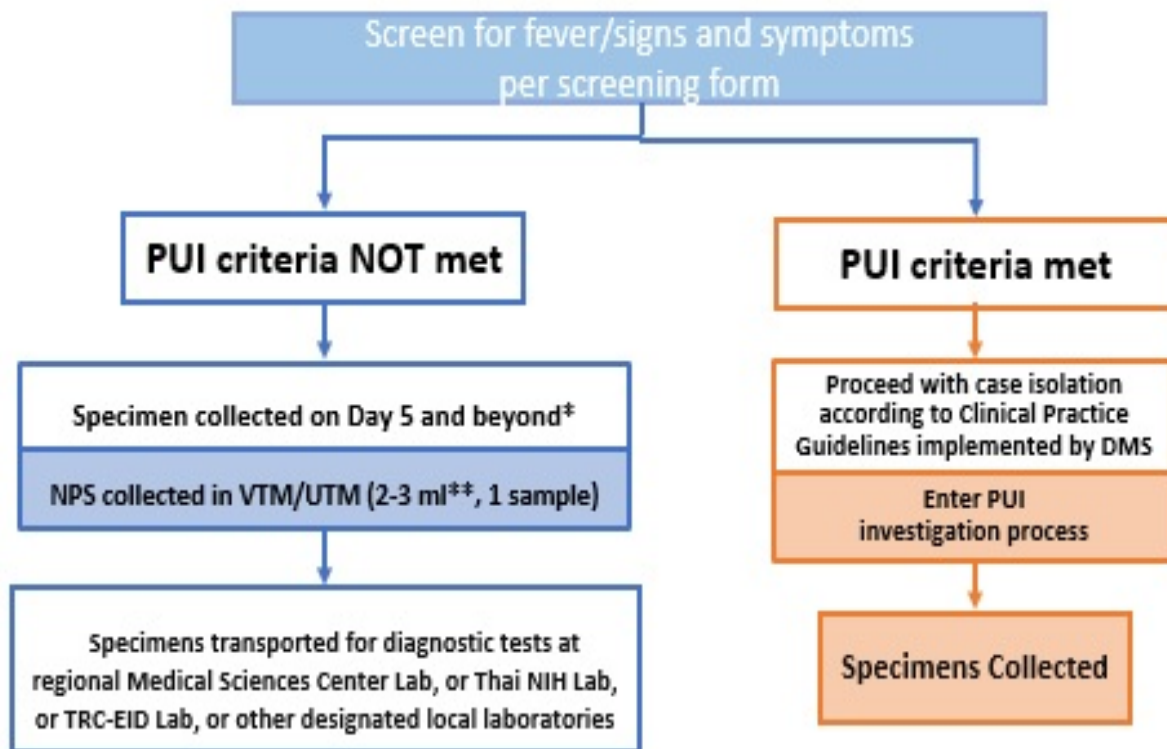 Screen for fever/signs and symptoms
per screening form
PUI criteria NOT met
PUI criteria met
Specimen collected on Day 5 and beyond‡
NPS collected in VTM/UTM (2-3 ml**, 1 sample)
Proceed with case isolation
according to Clinical Practice
Guidelines implemented by DMS
Enter PUI
investigation process
Specimens transported for diagnostic tests at
regional Medical Sciences Center Lab, or Thai NIH Lab,
or TRC-EID Lab, or other designated local laboratories
Specimens Collected